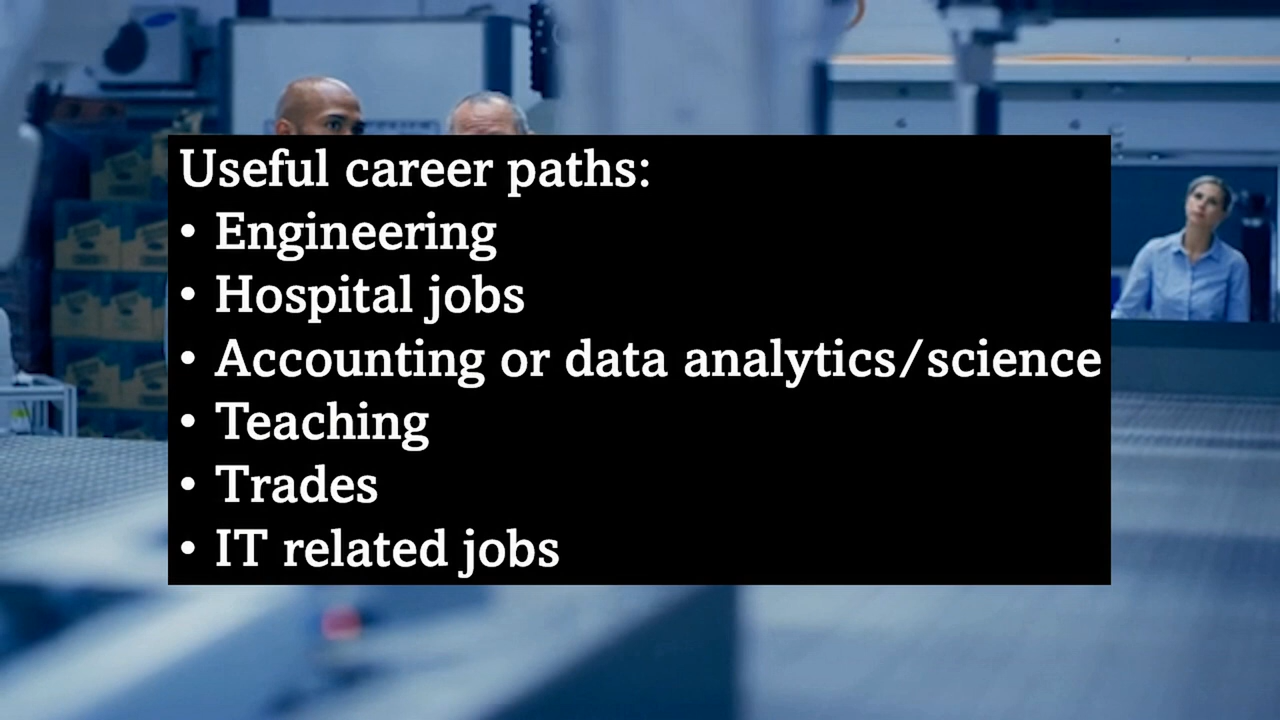 Useful career paths:
• Engineering
• Hospital jobs
• Accounting or data analytics/science
• Teaching
• Trades
• IT related jobs